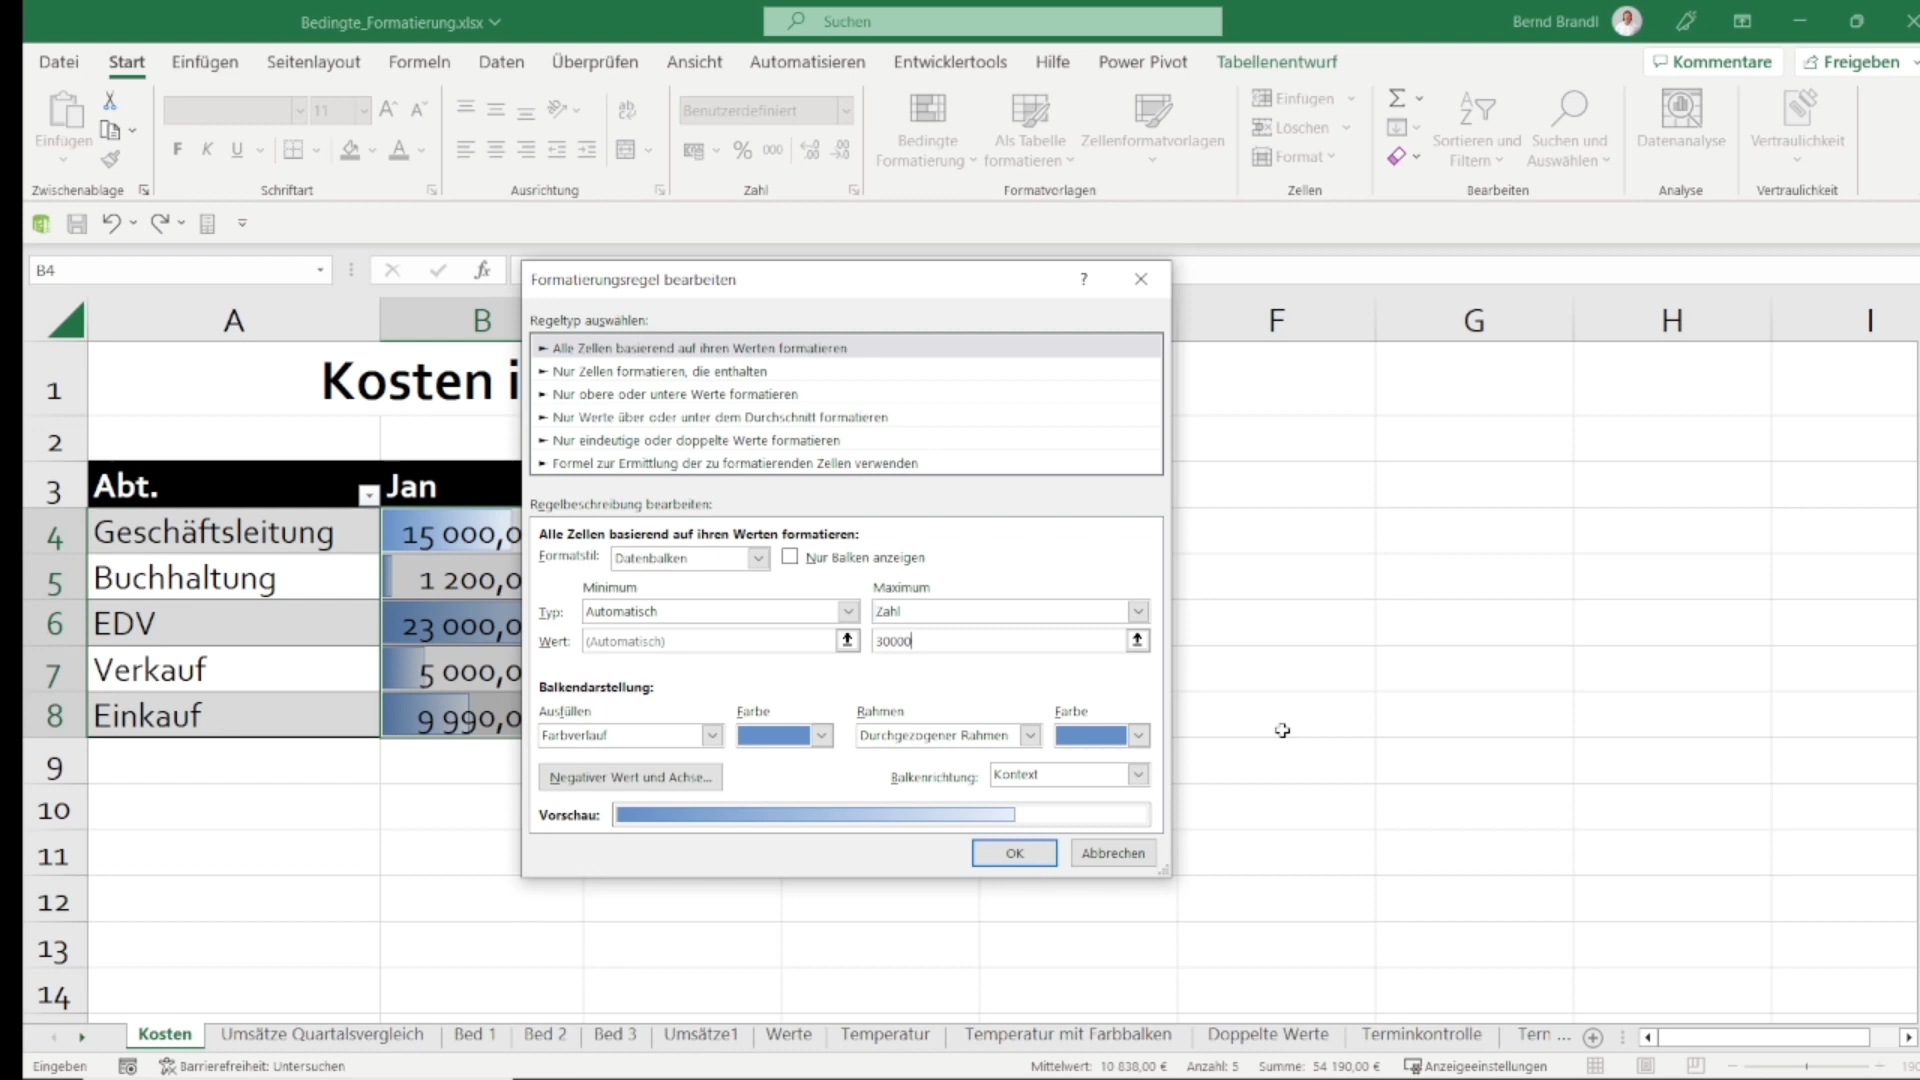 Bedingte_Formatierung.xlsx
Suchen
Bernd Brandl
Datei Start Einfügen Seitenlayout Formeln Daten Überprüfen Ansicht Automatisieren Entwicklertools Hilfe Power Pivot Tabellenentwurf Kommentare Freigeben
Einfügen
Zwischenablage
11
F K U
Schriftart
Ausrichtung
Benutzerdefiniert
% 000
Zahl
Bedingte Formatierung
Als Tabelle formatieren
Zellenformatvorlagen
Formatvorlagen
Einfügen
Löschen
Format
Zellen
Sortieren und Filtern
Suchen und Auswählen
Bearbeiten
Datenanalyse
Analyse
Vertraulichkeit
Vertraulichkeit
B4
fx
A B F G H I
1 Kosten i
2
3 Abt. Jan
4 Geschäftsleitung 15 000,0
5 Buchhaltung 1 200,0
6 EDV 23 000,0
7 Verkauf 5 000,0
8 Einkauf 9 990,0
9
10
11
12
13
14
Formatierungsregel bearbeiten ?
Regeltyp auswählen:
► Alle Zellen basierend auf ihren Werten formatieren
► Nur Zellen formatieren, die enthalten
► Nur obere oder untere Werte formatieren
► Nur Werte über oder unter dem Durchschnitt formatieren
► Nur eindeutige oder doppelte Werte formatieren
► Formel zur Ermittlung der zu formatierenden Zellen verwenden
Regelbeschreibung bearbeiten:
Alle Zellen basierend auf ihren Werten formatieren:
Formatstil: Datenbalken Nur Balken anzeigen
Minimum Maximum
Typ: Automatisch Zahl
Wert: (Automatisch) 30000
Balkendarstellung:
Ausfüllen Farbe Rahmen Farbe
Farbverlauf Durchgezogener Rahmen
Negativer Wert und Achse... Balkenrichtung: Kontext
Vorschau:
OK Abbrechen
Kosten Umsätze Quartalsvergleich Bed 1 Bed 2 Bed 3 Umsätze1 Werte Temperatur Temperatur mit Farbbalken Doppelte Werte Terminkontrolle Tern ...
Eingeben Barrierefreiheit: Untersuchen Mittelwert: 10 838,00 € Anzahl: 5 Summe: 54 190,00 € Anzeigeeinstellungen